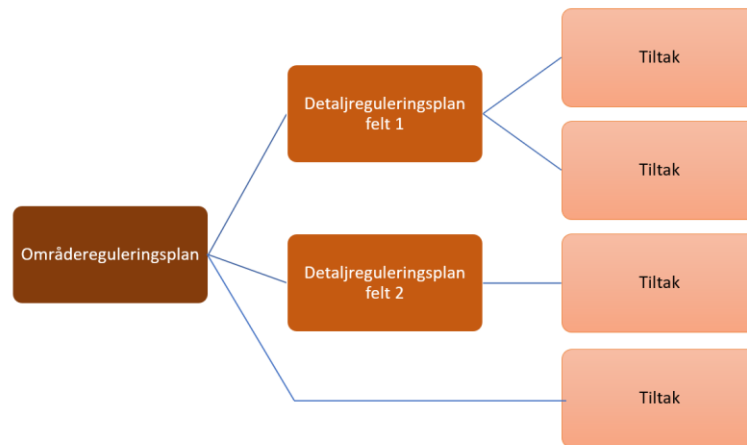 Områdereguleringsplan
Detaljreguleringsplan
felt 1
Detaljreguleringsplan
felt 2
Tiltak
Tiltak
Tiltak
Tiltak